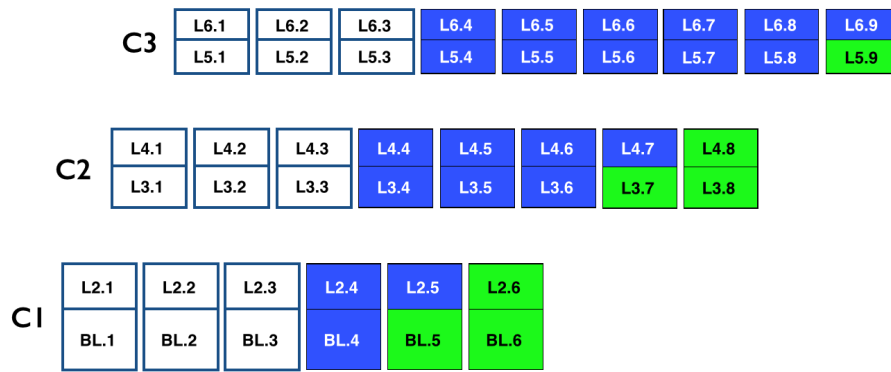 C3 L6.1 L6.2 L6.3 L6.4 L6.5 L6.6 L6.7 L6.8 L6.9
L5.1 L5.2 L5.3 L5.4 L5.5 L5.6 L5.7 L5.8 L5.9
C2 L4.1 L4.2 L4.3 L4.4 L4.5 L4.6 L4.7 L4.8
L3.1 L3.2 L3.3 L3.4 L3.5 L3.6 L3.7 L3.8
C1 L2.1 L2.2 L2.3 L2.4 L2.5 L2.6
BL.1 BL.2 BL.3 BL.4 BL.5 BL.6